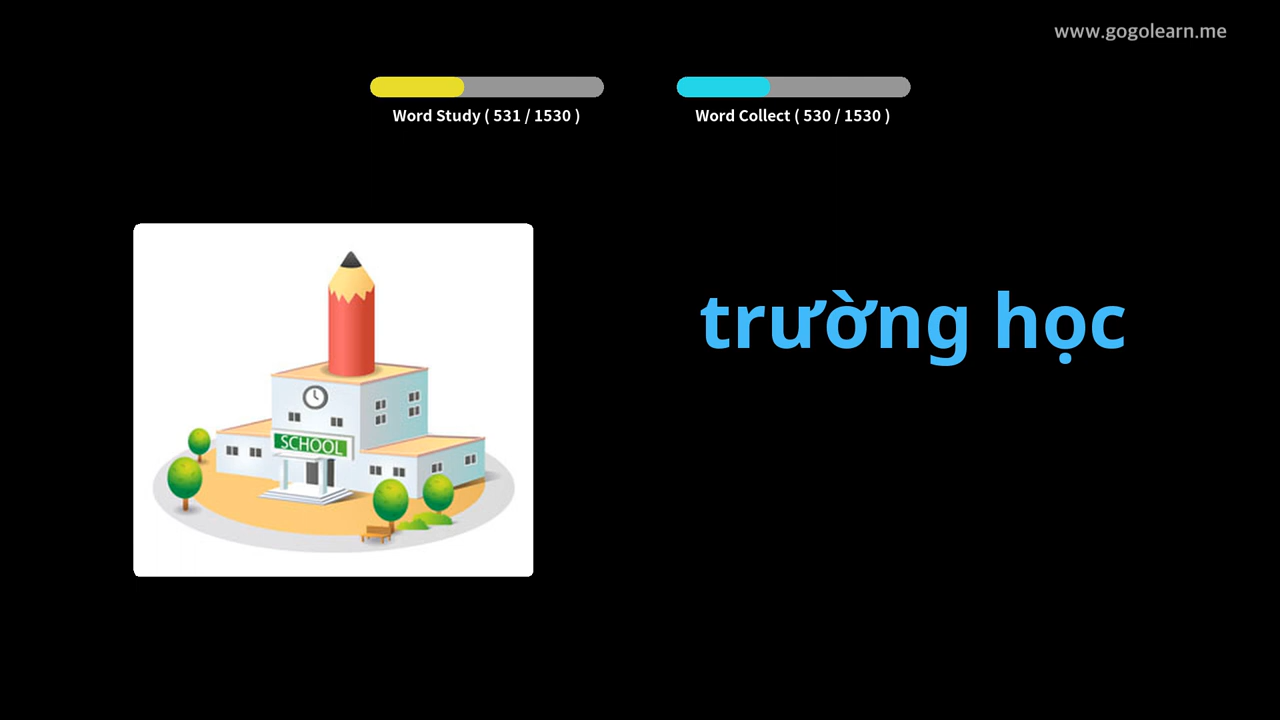 www.gogolearn.me
Word Study ( 531 / 1530 )
Word Collect ( 530 / 1530 )
trường học
SCHOOL